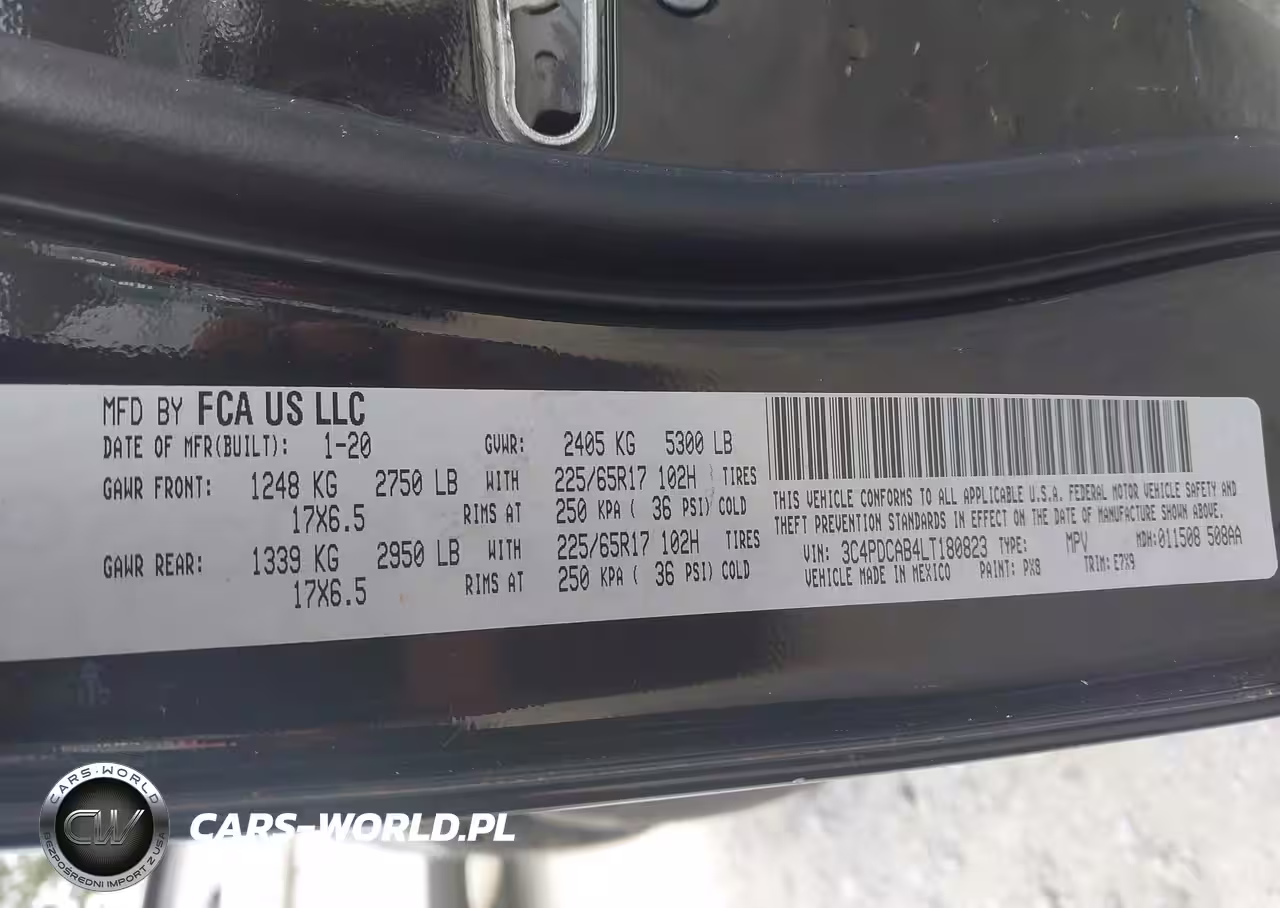 MFD BY FCA US LLC
DATE OF MFR(BUILT): 1-20 GVWR: 2405 KG 5300 LB
GAWR FRONT: 1248 KG 2750 LB WITH 225/65R17 102H TIRES
17X6.5 RIMS AT 250 KPA ( 36 PSI) COLD
GAWR REAR: 1339 KG 2950 LB WITH 225/65R17 102H TIRES
17X6.5 RIMS AT 250 KPA ( 36 PSI) COLD
THIS VEHICLE CONFORMS TO ALL APPLICABLE U.S.A. FEDERAL MOTOR VEHICLE SAFETY AND
THEFT PREVENTION STANDARDS IN EFFECT ON THE DATE OF MANUFACTURE SHOWN ABOVE.
VIN: 3C4PDCAB4LT180823 TYPE: MPV MDH: 011508 508AA
VEHICLE MADE IN MEXICO PAINT: PX8 TRIM: E7X9
CARS-WORLD
CW
BEZPOŚREDNI IMPORT Z USA
CARS-WORLD.PL